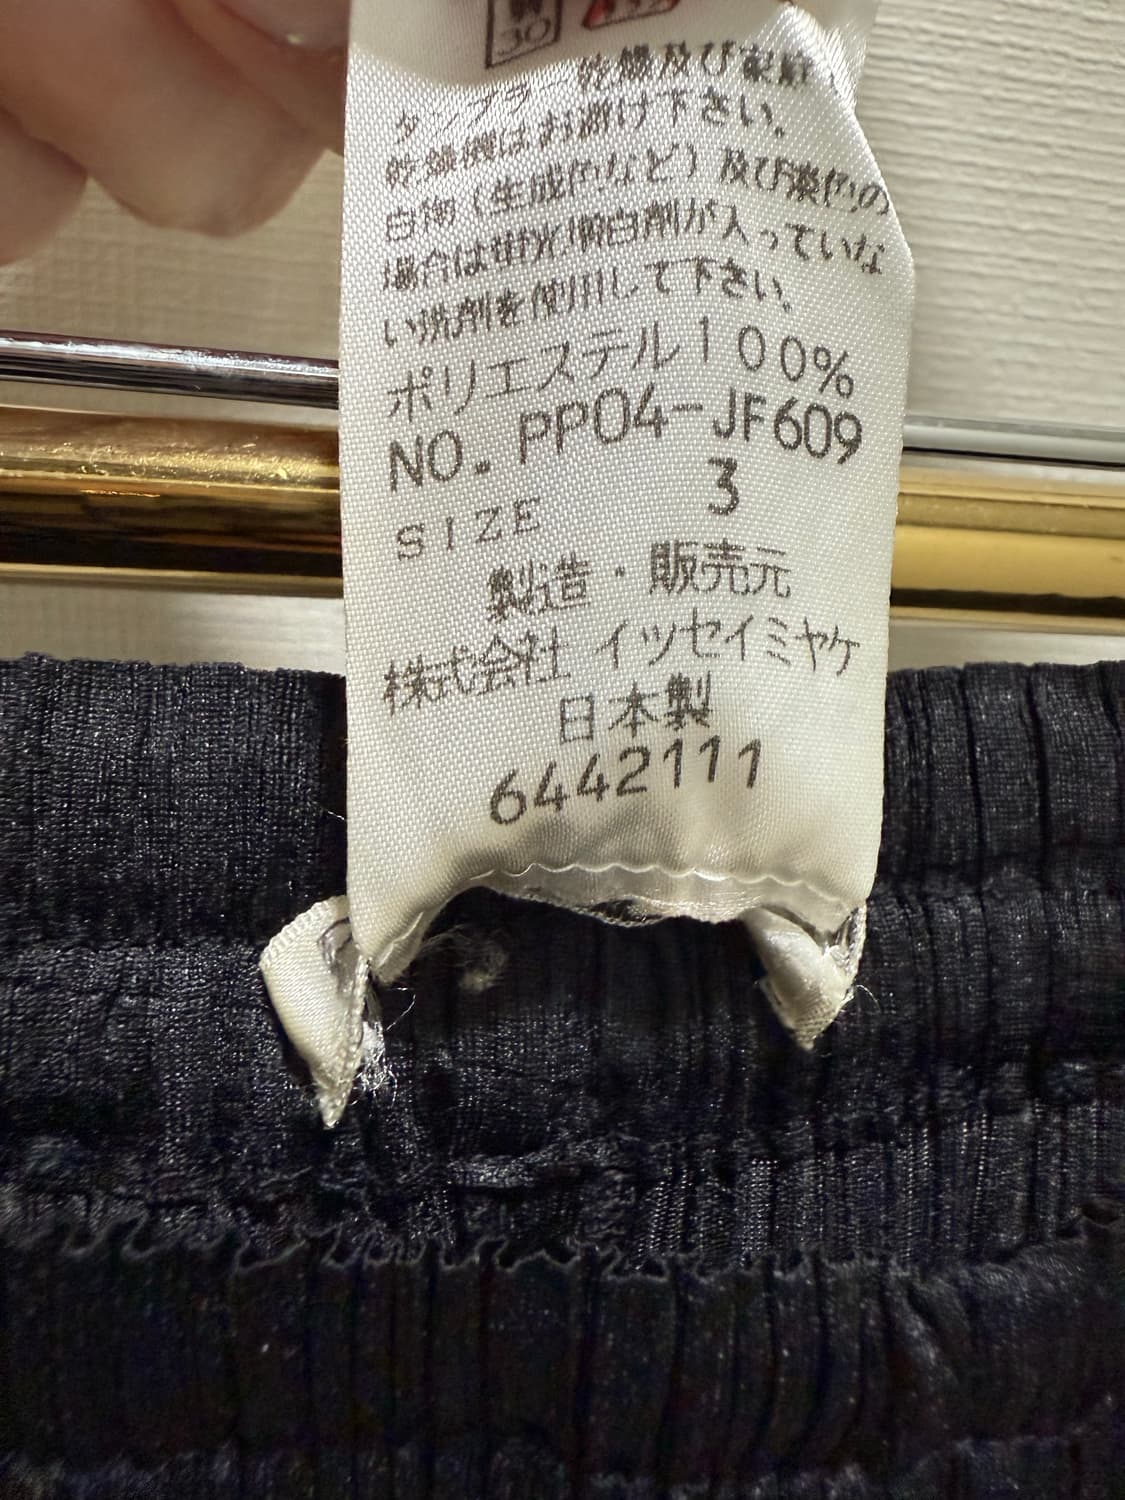 30
タンブラー乾燥及び家庭
乾燥機はお避け下さい。
白物(生成色など)及び淡色の
場合は蛍光増白剤が入っていな
い洗剤を使用して下さい。
ポリエステル100%
NO. PP04-JF609
SIZE 3
製造・販売元
株式会社 イッセイミヤケ
日本製
6442111